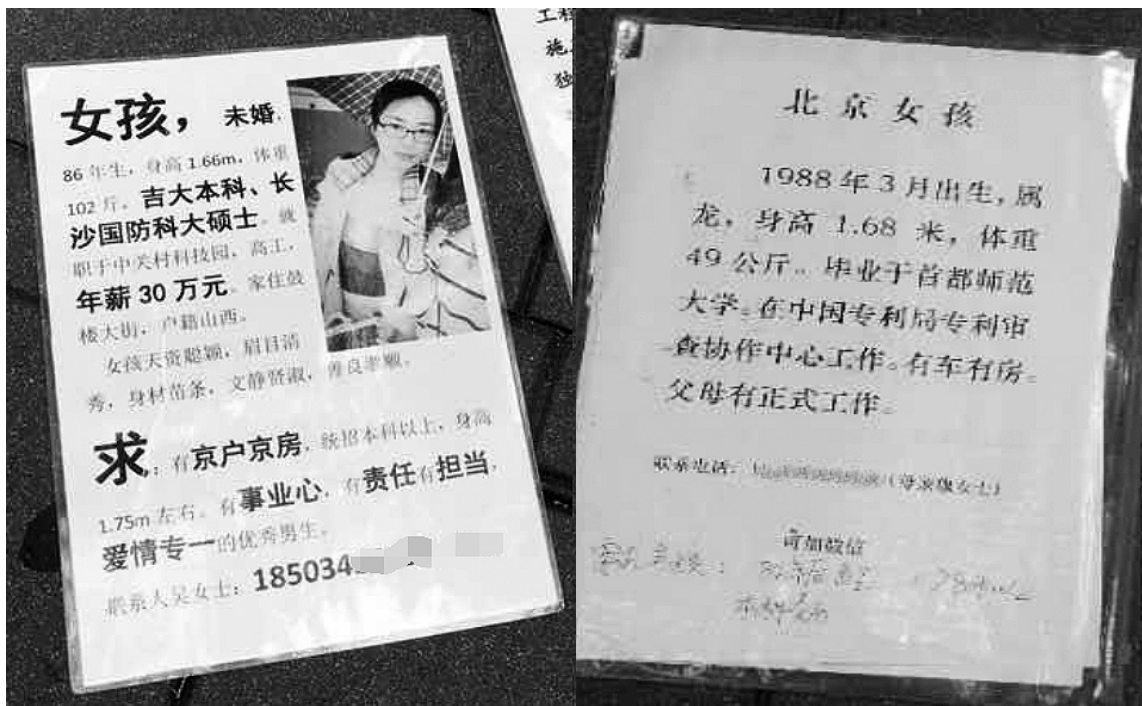 女孩，未婚，
86年生，身高1.66m，体重
102斤。吉大本科、长
沙国防科大硕士。就
职于中关村科技园，高工，
年薪30万元。家住鼓
楼大街，户籍山西。
女孩天资聪颖，眉目清
秀，身材苗条，文静贤淑，善良孝顺。
求：有京户京房，统招本科以上，身高
1.75m左右。有事业心，有责任有担当，
爱情专一的优秀男生。
联系人吴女士：185034
工程
施工
独
北京女孩
1988年3月出生，属
龙，身高1.68米，体重
49公斤。毕业于首都师范
大学。在中国专利局专利审
查协作中心工作。有车有房。
父母有正式工作。
联系电话：
可加微信